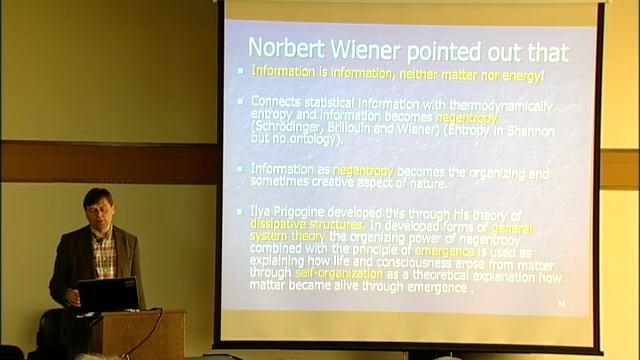 Norbert Wiener pointed out that
Information is information, neither matter nor energy!
Connects statistical information with thermodynamically
entropy and information becomes negentropy
(Schrödinger, Brillouin and Wiener) (Entropy in Shannon
but no ontology).
Information as negentropy becomes the organizing and
sometimes creative aspect of nature.
Ilya Prigogine developed this through his theory of
dissipative structures. In developed forms of general
system theory the organizing power of negentropy
combined with the principle of emergence is used as
explaining how life and consciousness arose from matter
through self-organization as a theoretical explanation how
matter became alive through emergence .
14